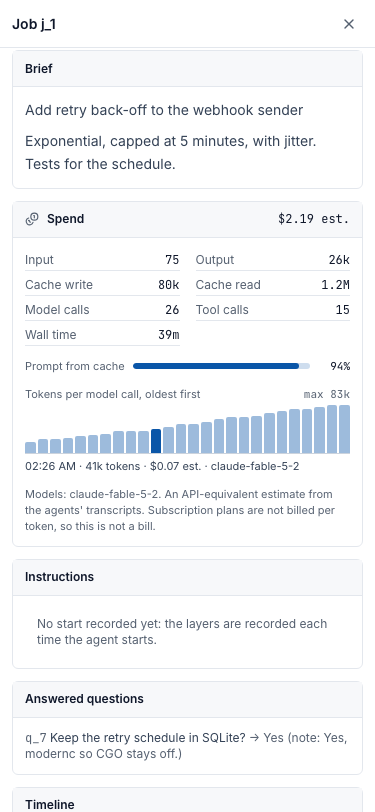 Job j_1
Brief
Add retry back-off to the webhook sender
Exponential, capped at 5 minutes, with jitter.
Tests for the schedule.
Spend $2.19 est.
Input 75 Output 26k
Cache write 80k Cache read 1.2M
Model calls 26 Tool calls 15
Wall time 39m
Prompt from cache 94%
Tokens per model call, oldest first max 83k
02:26 AM · 41k tokens · $0.07 est. · claude-fable-5-2
Models: claude-fable-5-2. An API-equivalent estimate from
the agents' transcripts. Subscription plans are not billed per
token, so this is not a bill.
Instructions
No start recorded yet: the layers are recorded each
time the agent starts.
Answered questions
q_7 Keep the retry schedule in SQLite? → Yes (note: Yes,
modernc so CGO stays off.)
Timeline